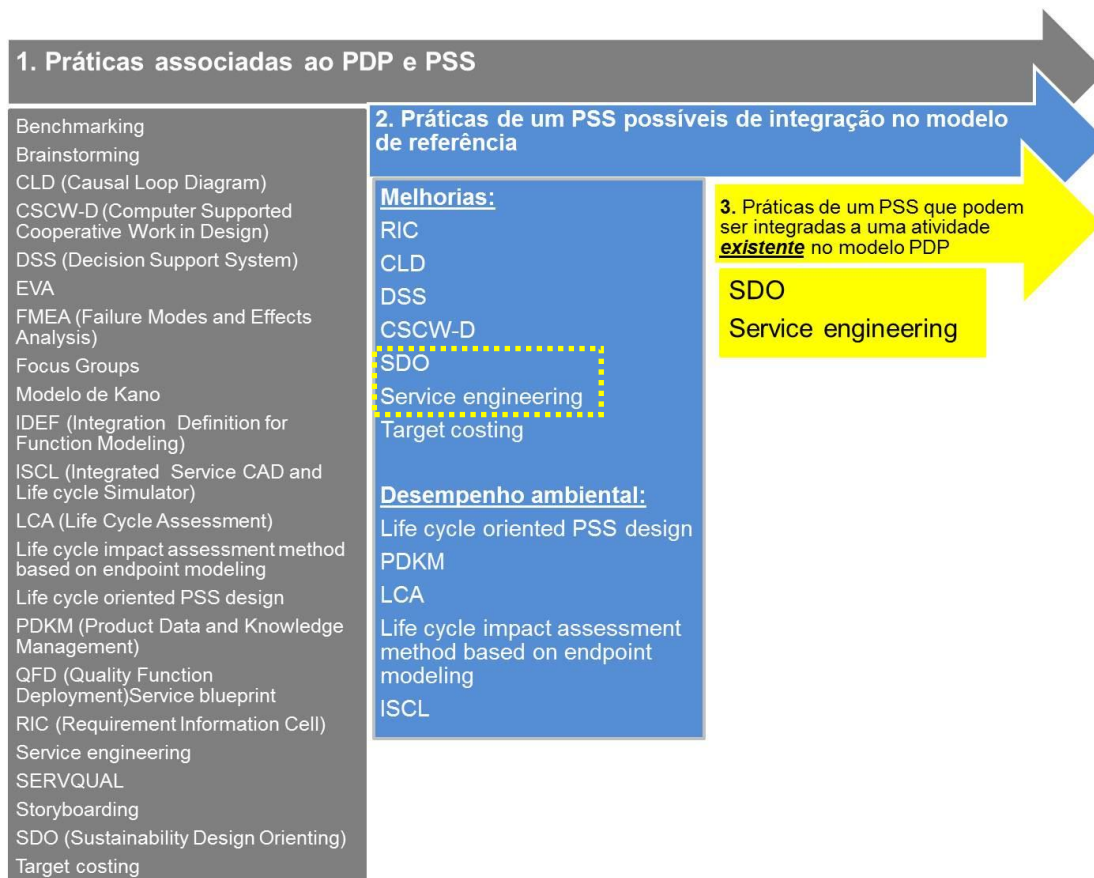 1. Práticas associadas ao PDP e PSS
Benchmarking
Brainstorming
CLD (Causal Loop Diagram)
CSCW-D (Computer Supported
Cooperative Work in Design)
DSS (Decision Support System)
EVA
FMEA (Failure Modes and Effects
Analysis)
Focus Groups
Modelo de Kano
IDEF (Integration Definition for
Function Modeling)
ISCL (Integrated Service CAD and
Life cycle Simulator)
LCA (Life Cycle Assessment)
Life cycle impact assessment method
based on endpoint modeling
Life cycle oriented PSS design
PDKM (Product Data and Knowledge
Management)
QFD (Quality Function
Deployment)Service blueprint
RIC (Requirement Information Cell)
Service engineering
SERVQUAL
Storyboarding
SDO (Sustainability Design Orienting)
Target costing
2. Práticas de um PSS possíveis de integração no modelo
de referência
Melhorias:
RIC
CLD
DSS
CSCW-D
SDO
Service engineering
Target costing
Desempenho ambiental:
Life cycle oriented PSS design
PDKM
LCA
Life cycle impact assessment
method based on endpoint
modeling
ISCL
3. Práticas de um PSS que podem
ser integradas a uma atividade
existente no modelo PDP
SDO
Service engineering